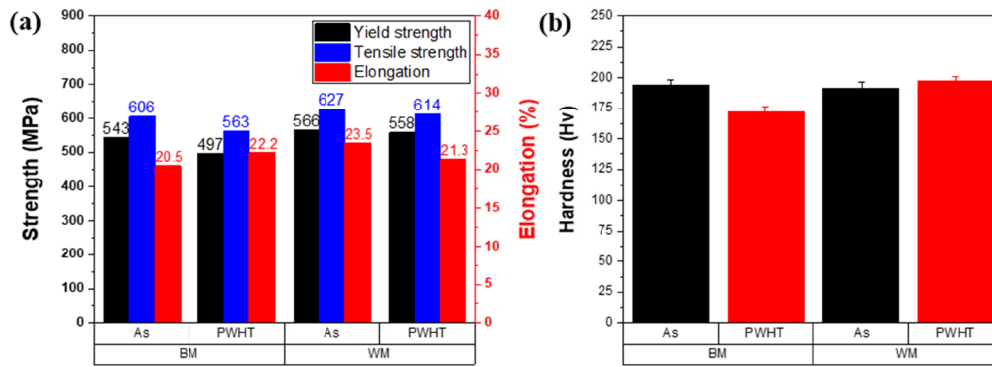 (a)
Strength (MPa)
900
800
700
600
500
400
300
200
100
0
Yield strength
Tensile strength
Elongation
543
606
20.5
497
563
22.2
566
627
23.5
558
614
21.3
40
35
30
25
20
15
10
5
0
Elongation (%)
As
PWHT
As
PWHT
BM
WM
(b)
Hardness (Hv)
250
225
200
175
150
125
100
75
50
25
0
As
PWHT
As
PWHT
BM
WM